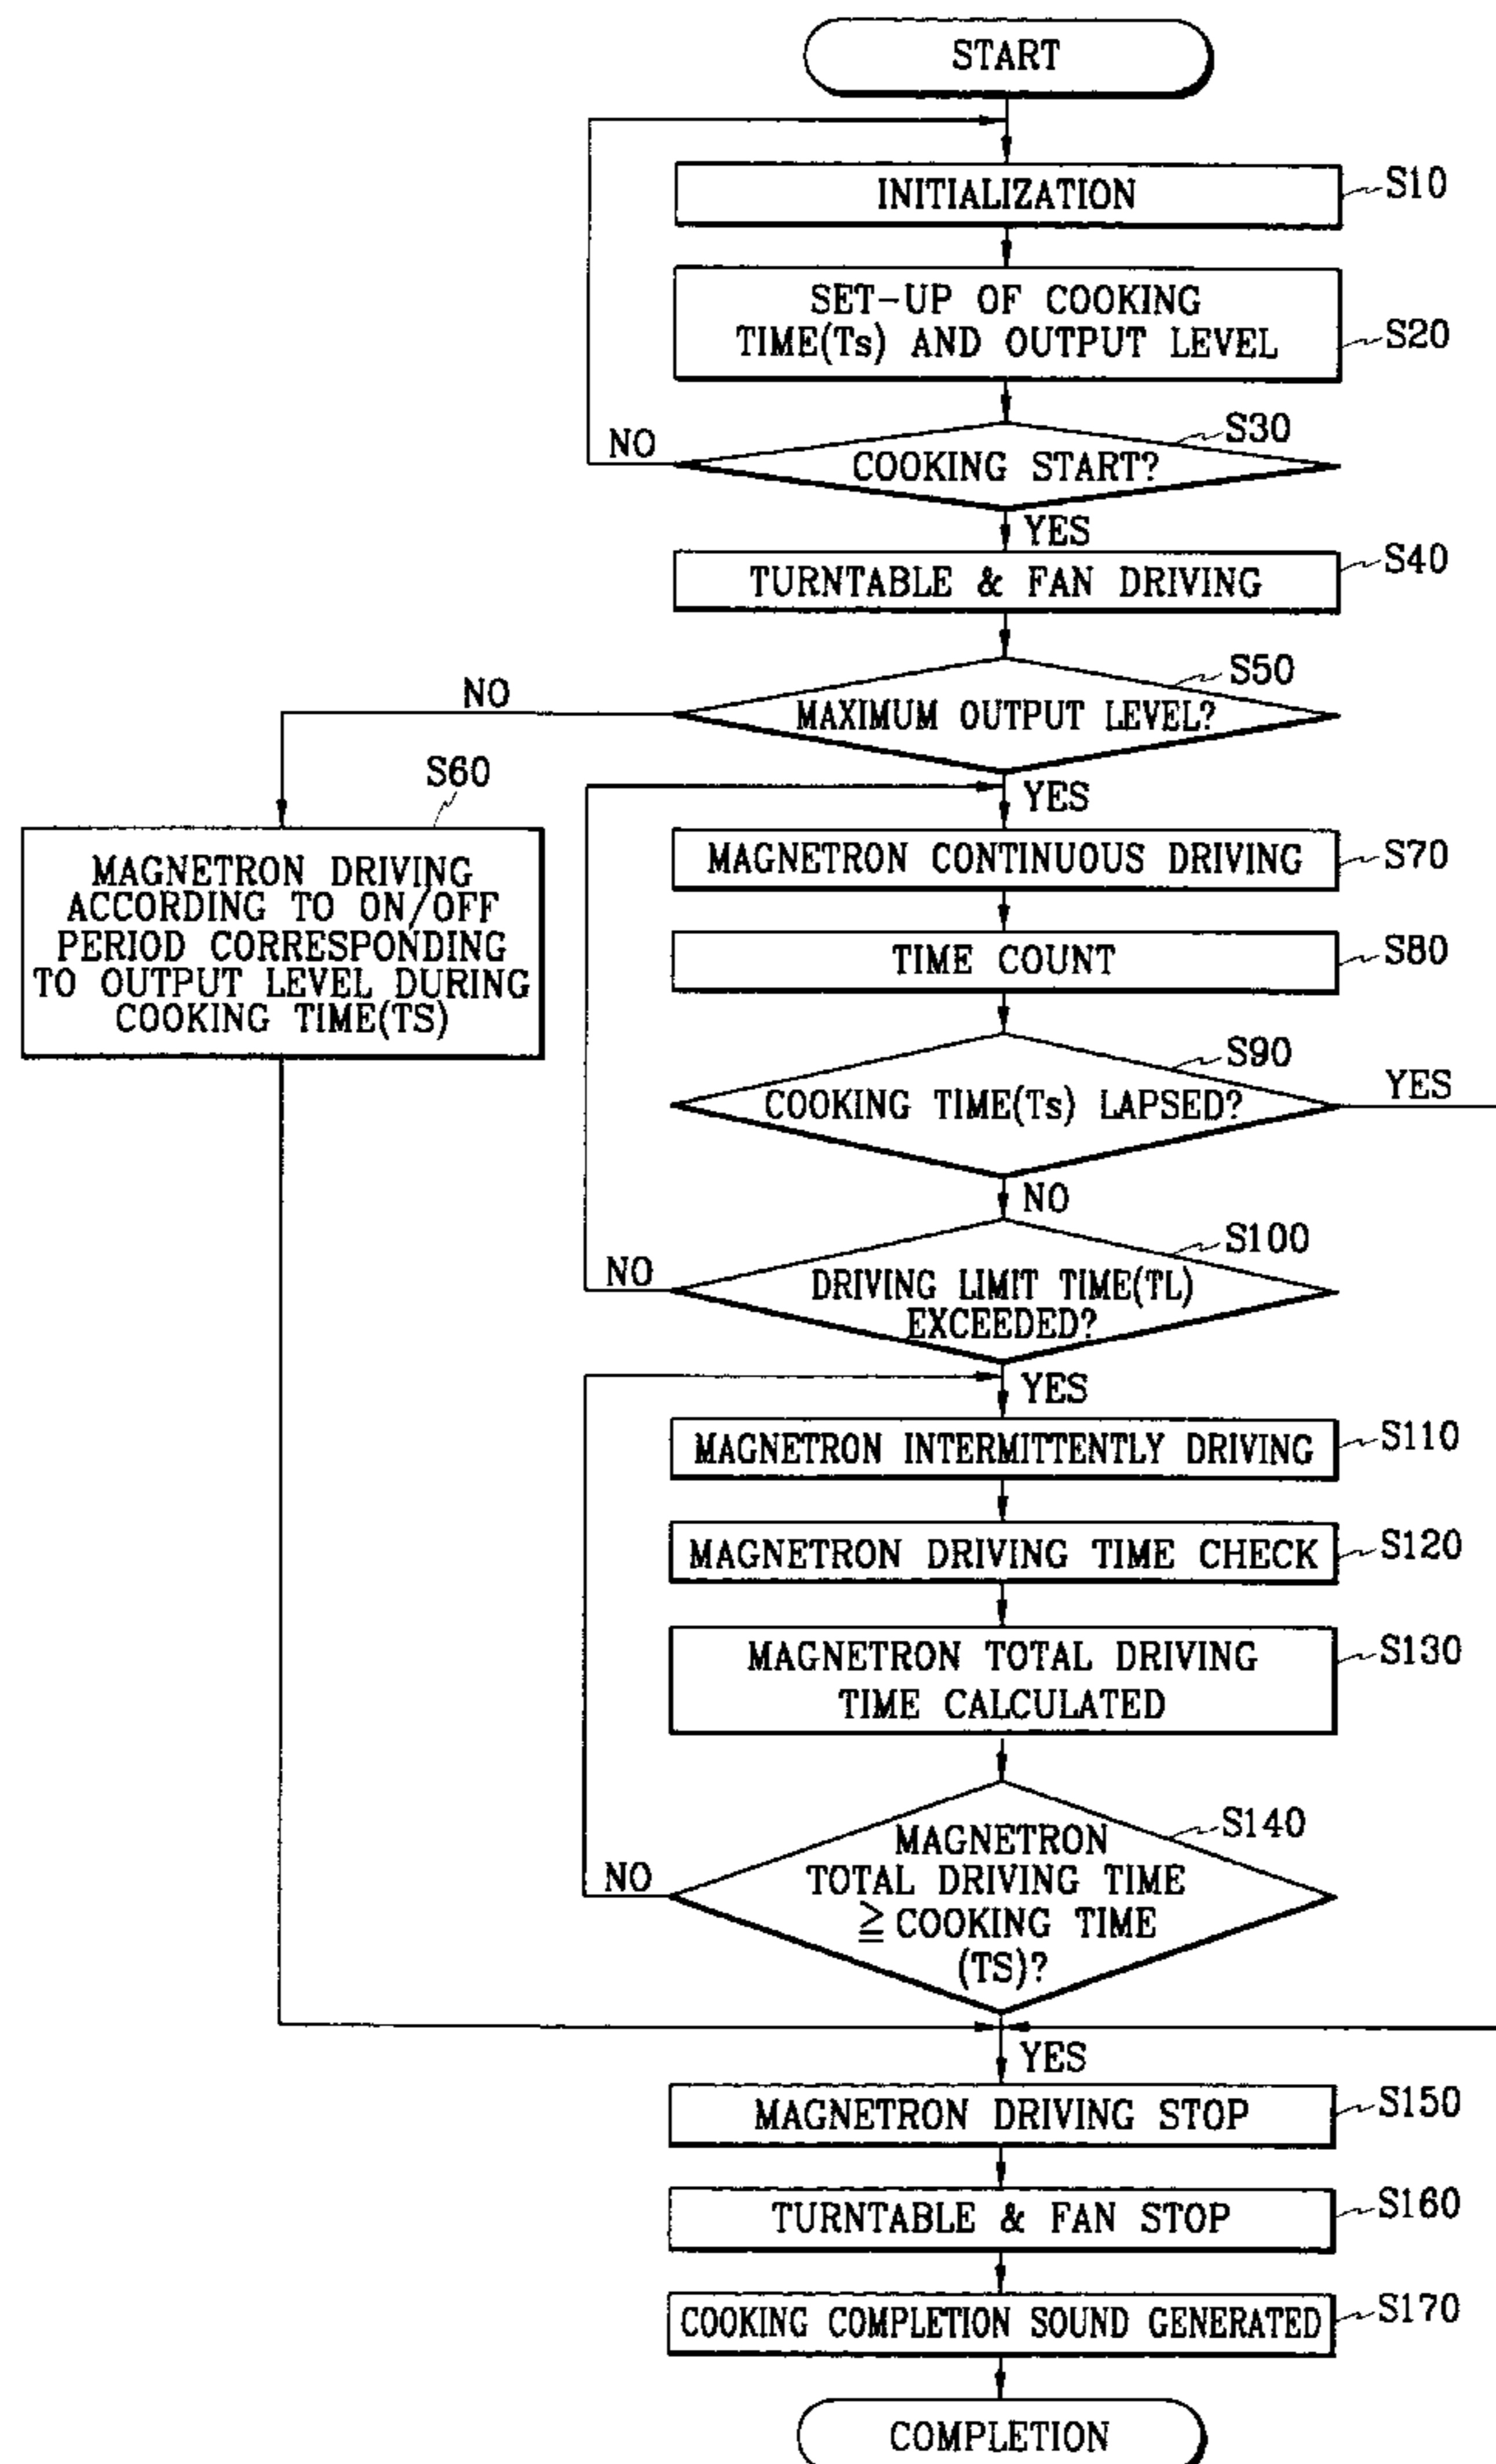 START
INITIALIZATION
S10
SET-UP OF COOKING
TIME(Ts) AND OUTPUT LEVEL
S20
S30
NO
COOKING START?
YES
TURNTABLE & FAN DRIVING
S40
S50
NO
MAXIMUM OUTPUT LEVEL?
YES
S60
MAGNETRON DRIVING
ACCORDING TO ON/OFF
PERIOD CORRESPONDING
TO OUTPUT LEVEL DURING
COOKING TIME(TS)
MAGNETRON CONTINUOUS DRIVING
S70
TIME COUNT
S80
S90
COOKING TIME(Ts) LAPSED?
YES
NO
S100
NO
DRIVING LIMIT TIME(TL)
EXCEEDED?
YES
MAGNETRON INTERMITTENTLY DRIVING
S110
MAGNETRON DRIVING TIME CHECK
S120
MAGNETRON TOTAL DRIVING
TIME CALCULATED
S130
S140
NO
MAGNETRON
TOTAL DRIVING TIME
≧ COOKING TIME
(TS)?
YES
MAGNETRON DRIVING STOP
S150
TURNTABLE & FAN STOP
S160
COOKING COMPLETION SOUND GENERATED
S170
COMPLETION